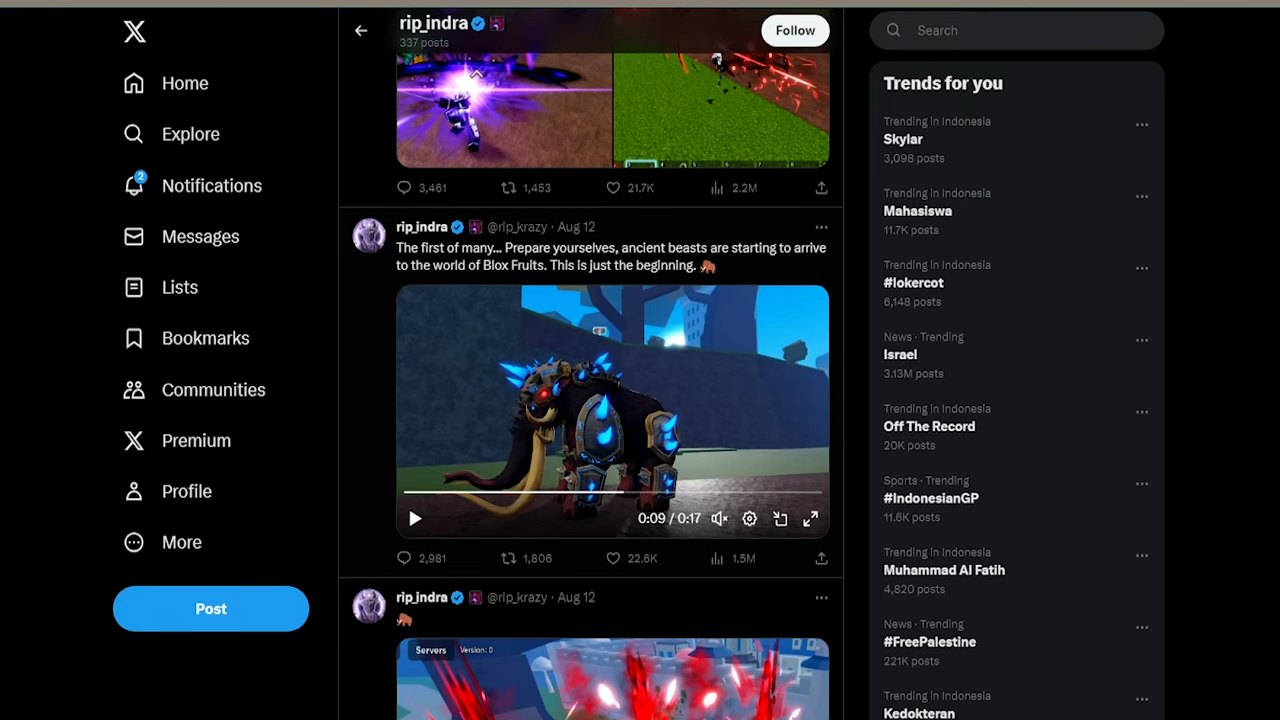 Home
Explore
2
Notifications
Messages
Lists
Bookmarks
Communities
Premium
Profile
More
Post
rip_indra
337 posts
Follow
3,461 1,453 21.7K 2.2M
rip_indra @rip_krazy · Aug 12
The first of many... Prepare yourselves, ancient beasts are starting to arrive
to the world of Blox Fruits. This is just the beginning. 🦣
0:09 / 0:17
2,981 1,806 22.6K 1.5M
rip_indra @rip_krazy · Aug 12
🦣
Servers Version: 0
Search
Trends for you
Trending in Indonesia
Skylar
3,098 posts
Trending in Indonesia
Mahasiswa
11.7K posts
Trending in Indonesia
#lokercot
6,148 posts
News · Trending
Israel
3.13M posts
Trending in Indonesia
Off The Record
20K posts
Sports · Trending
#IndonesianGP
11.6K posts
Trending in Indonesia
Muhammad Al Fatih
4,820 posts
News · Trending
#FreePalestine
221K posts
Trending in Indonesia
Kedokteran